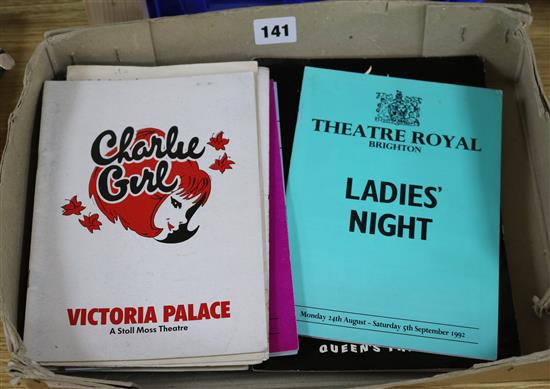 141
Charlie
Girl
VICTORIA PALACE
A Stoll Moss Theatre
THEATRE ROYAL
BRIGHTON
LADIES'
NIGHT
Monday 24th August – Saturday 5th September 1992
QUEEN'S